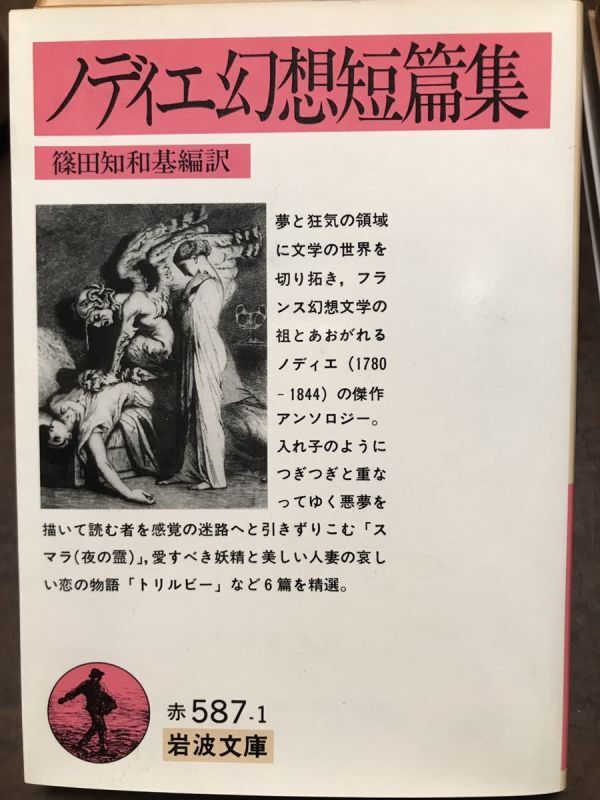 ノディエ幻想短篇集
篠田知和基編訳
夢と狂気の領域
に文学の世界を
切り拓き，フラ
ンス幻想文学の
祖とあおがれる
ノディエ（1780
-1844）の傑作
アンソロジー。
入れ子のように
つぎつぎと重な
ってゆく悪夢を
描いて読む者を感覚の迷路へと引きずりこむ「ス
マラ（夜の霊）」，愛すべき妖精と美しい人妻の哀し
い恋の物語「トリルビー」など6篇を精選。
赤587-1
岩波文庫